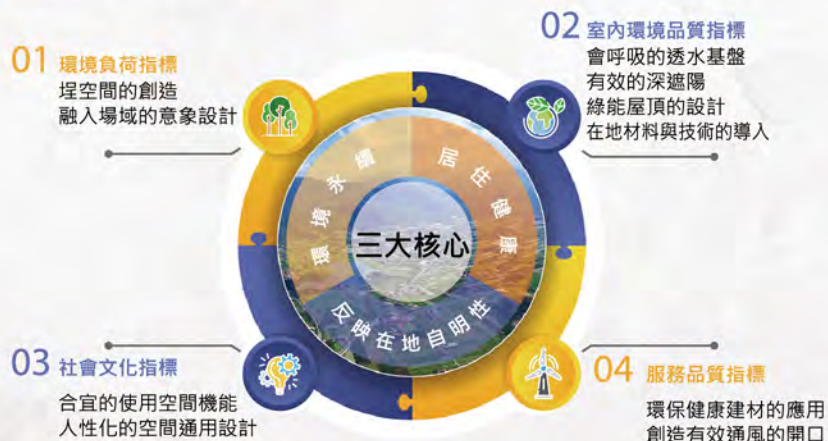 01 環境負荷指標
埕空間的創造
融入場域的意象設計
02 室內環境品質指標
會呼吸的透水基盤
有效的深遮陽
綠能屋頂的設計
在地材料與技術的導入
環境永續
居住健康
三大核心
反映在地自明性
03 社會文化指標
合宜的使用空間機能
人性化的空間通用設計
04 服務品質指標
環保健康建材的應用
創造有效通風的開口